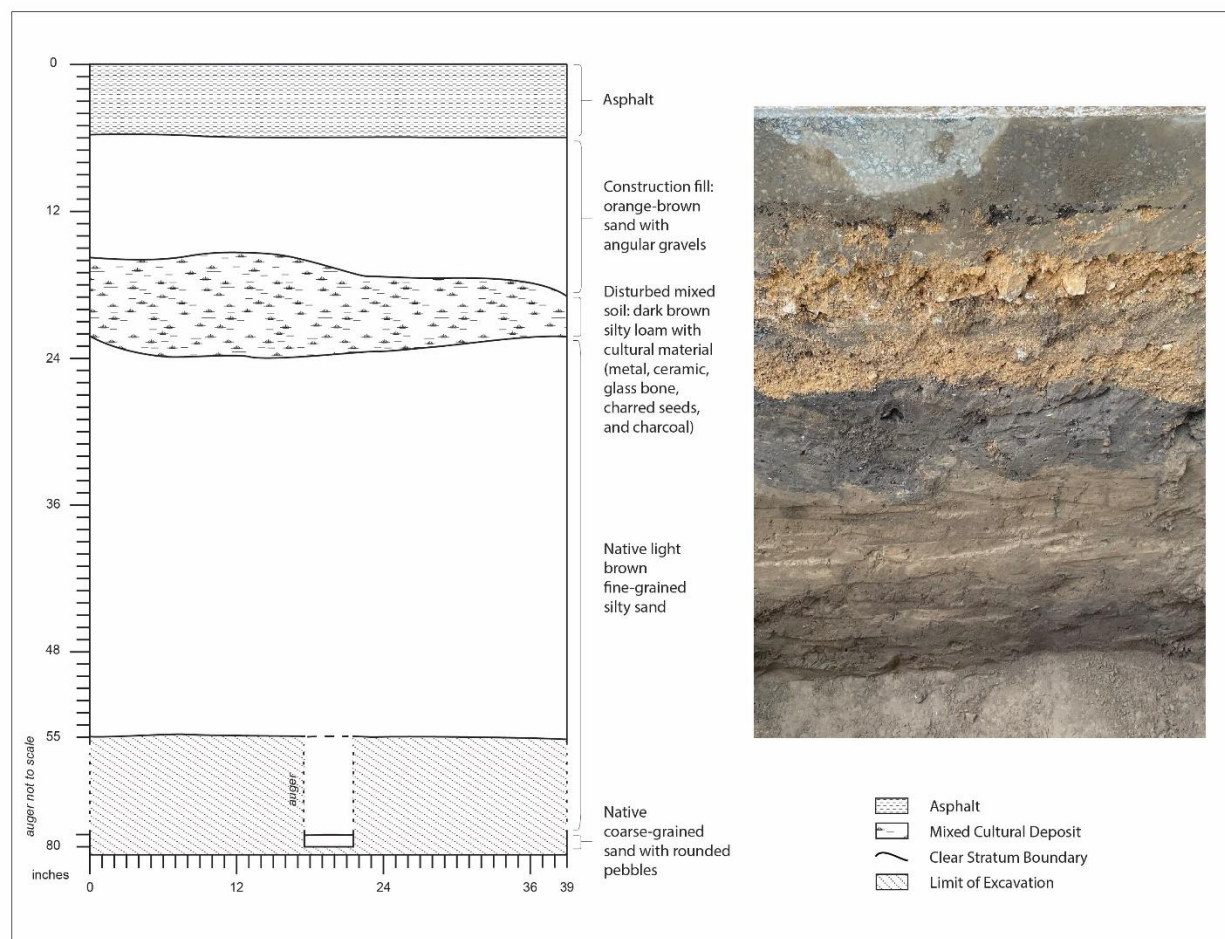 0
12
24
36
48
55
80
auger not to scale
auger
inches
0
12
24
36
39
Asphalt
Construction fill:
orange-brown
sand with
angular gravels
Disturbed mixed
soil: dark brown
silty loam with
cultural material
(metal, ceramic,
glass bone,
charred seeds,
and charcoal)
Native light
brown
fine-grained
silty sand
Native
coarse-grained
sand with rounded
pebbles
Asphalt
Mixed Cultural Deposit
Clear Stratum Boundary
Limit of Excavation